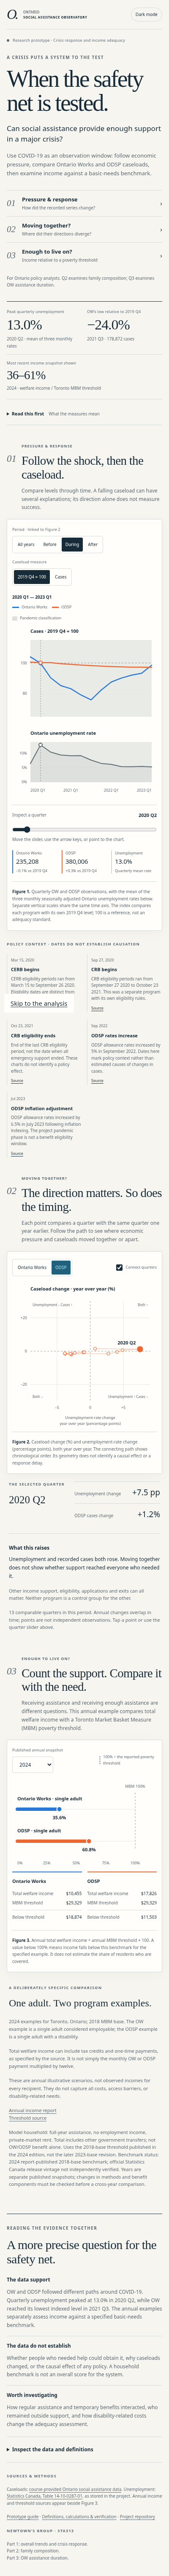 O.
ONTARIO
SOCIAL ASSISTANCE OBSERVATORY
Dark mode
Research prototype · Crisis response and income adequacy
A CRISIS PUTS A SYSTEM TO THE TEST
When the safety
net is tested.
Can social assistance provide enough support
in a major crisis?
Use COVID-19 as an observation window: follow economic
pressure, compare Ontario Works and ODSP caseloads,
then examine income against a basic-needs benchmark.
01 Pressure & response
How did the recorded series change?
02 Moving together?
Where did their directions diverge?
03 Enough to live on?
Income relative to a poverty threshold
For Ontario policy analysts. Q2 examines family composition; Q3 examines
OW assistance duration.
Peak quarterly unemployment
13.0%
2020 Q2 · mean of three monthly
rates
OW's low relative to 2019 Q4
−24.0%
2021 Q3 · 178,872 cases
Most recent income snapshot shown
36–61%
2024 · welfare income / Toronto MBM threshold
Read this first What the measures mean
PRESSURE & RESPONSE
01 Follow the shock, then the
caseload.
Compare levels through time. A falling caseload can have
several explanations; its direction alone does not measure
success.
Period · linked to Figure 2
All years Before During After
Caseload measure
2019 Q4 = 100 Cases
2020 Q1 — 2023 Q1
Ontario Works ODSP
Pandemic classification
Cases · 2019 Q4 = 100
100
80
Ontario unemployment rate
10%
5%
0%
2020 Q1 2021 Q1 2022 Q1 2022 Q1
Inspect a quarter 2020 Q2
Move the slider, use the arrow keys, or point to the chart.
Ontario Works
235,208
−0.1% vs 2019 Q4
ODSP
380,006
+0.3% vs 2019 Q4
Unemployment
13.0%
Quarterly mean rate
Figure 1. Quarterly OW and ODSP observations, with the mean of the
three monthly seasonally adjusted Ontario unemployment rates below.
Separate vertical scales share the same time axis. The index compares
each program with its own 2019 Q4 level; 100 is a reference, not an
adequacy standard.
POLICY CONTEXT · DATES DO NOT ESTABLISH CAUSATION
Mar 15, 2020
CERB begins
CERB eligibility periods ran from
March 15 to September 26 2020.
Skip to the analysis
Sep 27, 2020
CRB begins
CRB eligibility periods ran from
September 27 2020 to October 23
2021. This was a separate program
with its own eligibility rules.
Source
Oct 23, 2021
CRB eligibility ends
End of the last CRB eligibility
period; not the date when all
emergency support ended. These
charts do not identify a policy
effect.
Source
Sep 2022
ODSP rates increase
ODSP allowance rates increased by
5% in September 2022. Dates here
mark policy context rather than
estimated causes of changes in
cases.
Source
Jul 2023
ODSP inflation adjustment
ODSP allowance rates increased by
6.5% in July 2023 following inflation
indexing. The project pandemic
phase is not a benefit eligibility
window.
Source
MOVING TOGETHER?
02 The direction matters. So does
the timing.
Each point compares a quarter with the same quarter one
year earlier. Follow the path to see where economic
pressure and caseloads moved together or apart.
Ontario Works ODSP Connect quarters
Caseload change · year over year (%)
Unemployment ↓ Cases ↑ Both ↑
+20
2020 Q2
0
−20
Both ↓ Unemployment ↑ Cases ↓
−5 0 +5
Unemployment-rate change
year over year (percentage points)
Figure 2. Caseload change (%) and unemployment-rate change
(percentage points), both year over year. The connecting path shows
chronological order. Its geometry does not identify a causal effect or a
response delay.
THE SELECTED QUARTER
2020 Q2
Unemployment change +7.5 pp
ODSP cases change +1.2%
What this raises
Unemployment and recorded cases both rose. Moving together
does not show whether support reached everyone who needed
it.
Other income support, eligibility, applications and exits can all
matter. Neither program is a control group for the other.
13 comparable quarters in this period. Annual changes overlap in
time; points are not independent observations. Tap a point or use the
quarter slider above.
ENOUGH TO LIVE ON?
03 Count the support. Compare it
with the need.
Receiving assistance and receiving enough assistance are
different questions. This annual example compares total
welfare income with a Toronto Market Basket Measure
(MBM) poverty threshold.
Published annual snapshot
2024
100% = the reported poverty
threshold
MBM 100%
Ontario Works · single adult
35.6%
ODSP · single adult
60.8%
0% 25% 50% 75% 100%
Ontario Works
Total welfare income $10,455
MBM threshold $29,329
Below threshold $18,874
ODSP
Total welfare income $17,826
MBM threshold $29,329
Below threshold $11,503
Figure 3. Annual total welfare income ÷ annual MBM threshold × 100. A
value below 100% means income falls below this benchmark for the
specified household. It does not estimate the share of residents who are
covered.
A DELIBERATELY SPECIFIC COMPARISON
One adult. Two program examples.
2024 examples for Toronto, Ontario; 2018 MBM base. The OW
example is a single adult considered employable; the ODSP example
is a single adult with a disability.
Total welfare income can include tax credits and one-time payments,
as specified by the source. It is not simply the monthly OW or ODSP
payment multiplied by twelve.
These are annual illustrative scenarios, not observed incomes for
every recipient. They do not capture all costs, access barriers, or
disability-related needs.
Annual income report
Threshold source
Model household: full-year assistance, no employment income,
private-market rent. Total includes other government transfers; not
OW/ODSP benefit alone. Uses the 2018-base threshold published in
the 2024 edition, not the later 2023-base revision. Benchmark status:
2024 report-published 2018-base benchmark; official Statistics
Canada release vintage not independently verified. Years are
separate published snapshots; changes in methods and benefit
components must be checked before a cross-year comparison.
READING THE EVIDENCE TOGETHER
A more precise question for the
safety net.
The data support
OW and ODSP followed different paths around COVID-19.
Quarterly unemployment peaked at 13.0% in 2020 Q2, while OW
reached its lowest indexed value in 2021 Q3. The annual examples
separately assess income against a specified basic-needs
benchmark.
The data do not establish
Whether people who needed help could obtain it, why caseloads
changed, or the causal effect of any policy. A household
benchmark is not an overall score for the system.
Worth investigating
How regular assistance and temporary benefits interacted, who
remained outside support, and how disability-related costs
change the adequacy assessment.
Inspect the data and definitions
SOURCES & METHODS
Caseloads: course-provided Ontario social assistance data. Unemployment:
Statistics Canada, Table 14-10-0287-01, as stored in the project. Annual income
and threshold sources appear beside Figure 3.
Prototype guide · Definitions, calculations & verification · Project repository
NEWTOWN'S GROUP · STA313
Part 1: overall trends and crisis response.
Part 2: family composition.
Part 3: OW assistance duration.